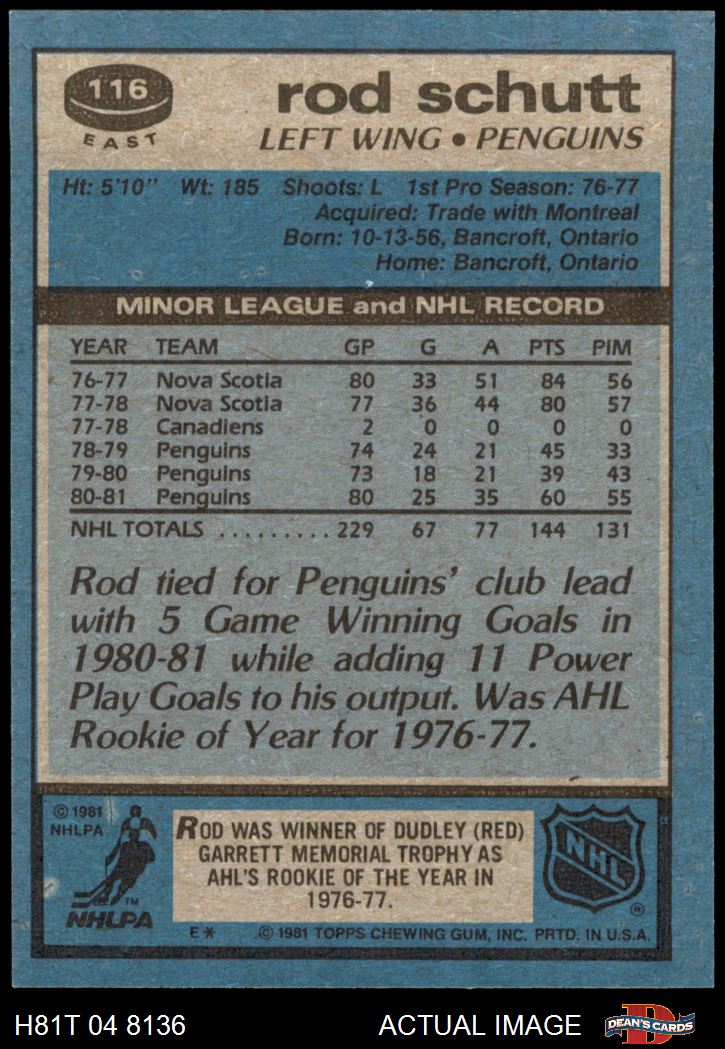 116
EAST
rod schutt
LEFT WING • PENGUINS
Ht: 5'10" Wt: 185 Shoots: L 1st Pro Season: 76-77
Acquired: Trade with Montreal
Born: 10-13-56, Bancroft, Ontario
Home: Bancroft, Ontario
MINOR LEAGUE and NHL RECORD
YEAR TEAM GP G A PTS PIM
76-77 Nova Scotia 80 33 51 84 56
77-78 Nova Scotia 77 36 44 80 57
77-78 Canadiens 2 0 0 0 0
78-79 Penguins 74 24 21 45 33
79-80 Penguins 73 18 21 39 43
80-81 Penguins 80 25 35 60 55
NHL TOTALS ......... 229 67 77 144 131
Rod tied for Penguins' club lead
with 5 Game Winning Goals in
1980-81 while adding 11 Power
Play Goals to his output. Was AHL
Rookie of Year for 1976-77.
© 1981
NHLPA
TM
NHLPA
ROD WAS WINNER OF DUDLEY (RED)
GARRETT MEMORIAL TROPHY AS
AHL'S ROOKIE OF THE YEAR IN
1976-77.
NHL
®
E* © 1981 TOPPS CHEWING GUM, INC. PRTD. IN U.S.A.
H81T 04 8136 ACTUAL IMAGE
D
DEAN'S CARDS